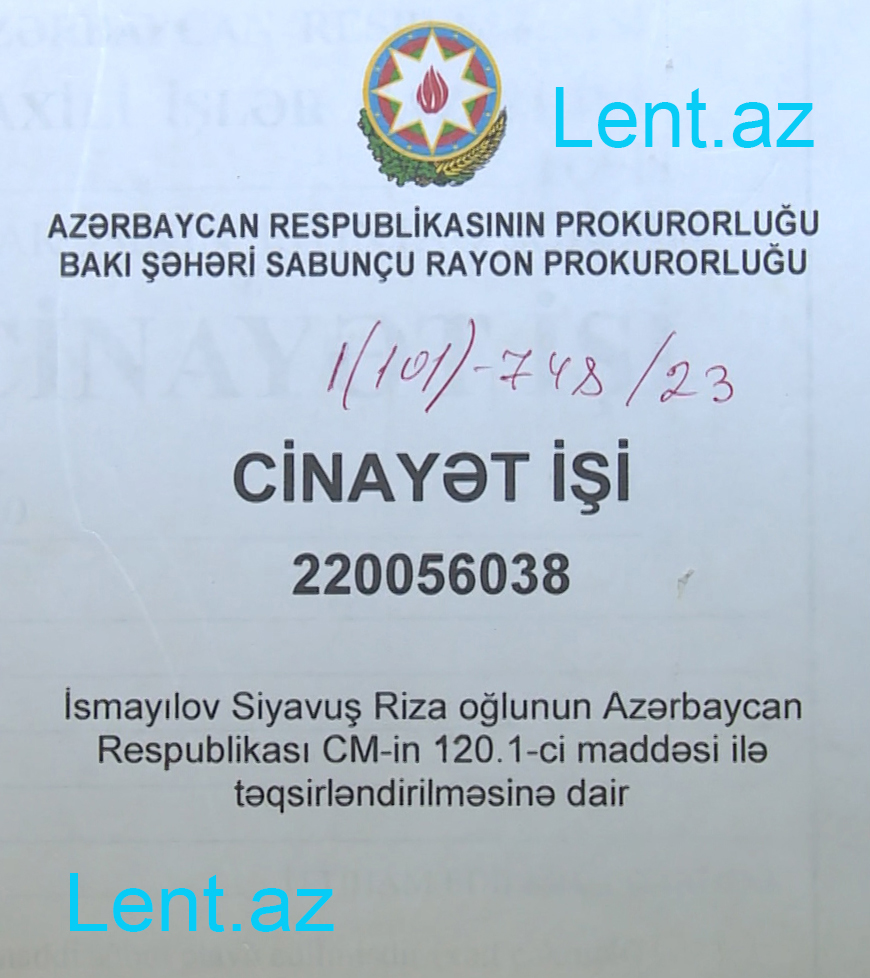 Lent.az
AZƏRBAYCAN RESPUBLİKASININ PROKURORLUĞU
BAKI ŞƏHƏRİ SABUNÇU RAYON PROKURORLUĞU
1(101)-748/23
CİNAYƏT İŞİ
220056038
İsmayılov Siyavuş Riza oğlunun Azərbaycan
Respublikası CM-in 120.1-ci maddəsi ilə
təqsirləndirilməsinə dair
Lent.az